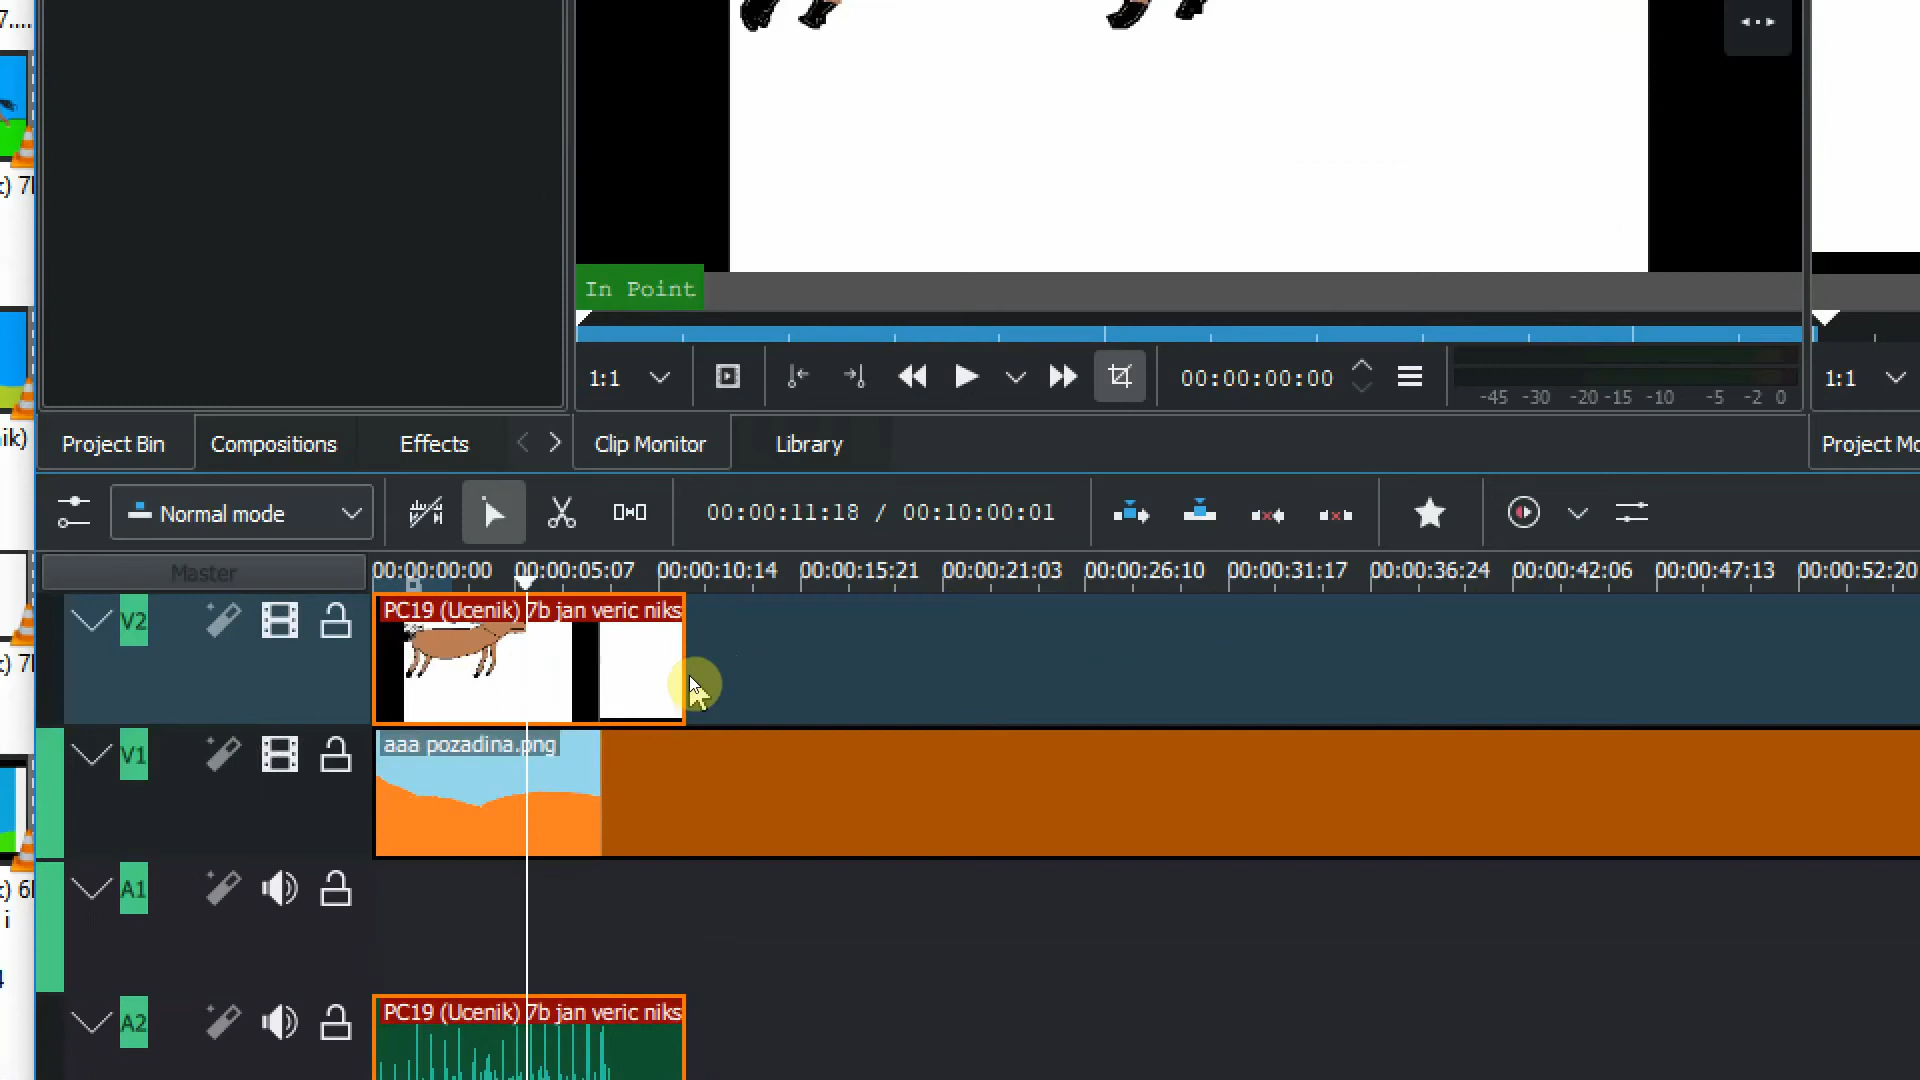 7....
In Point
c) 7l
1:1
00:00:00:00
-45 -30 -20 -15 -10 -5 -2 0
1:1
ik)
Project Bin
Compositions
Effects
Clip Monitor
Library
Project Mo
Normal mode
00:00:11:18 / 00:10:00:01
Master
00:00:00:00 00:00:05:07 00:00:10:14 00:00:15:21 00:00:21:03 00:00:26:10 00:00:31:17 00:00:36:24 00:00:42:06 00:00:47:13 00:00:52:20
V2
PC19 (Ucenik) 7b jan veric niks
c) 7l
V1
aaa pozadina.png
A1
c) 6l
i
A2
PC19 (Ucenik) 7b jan veric niks